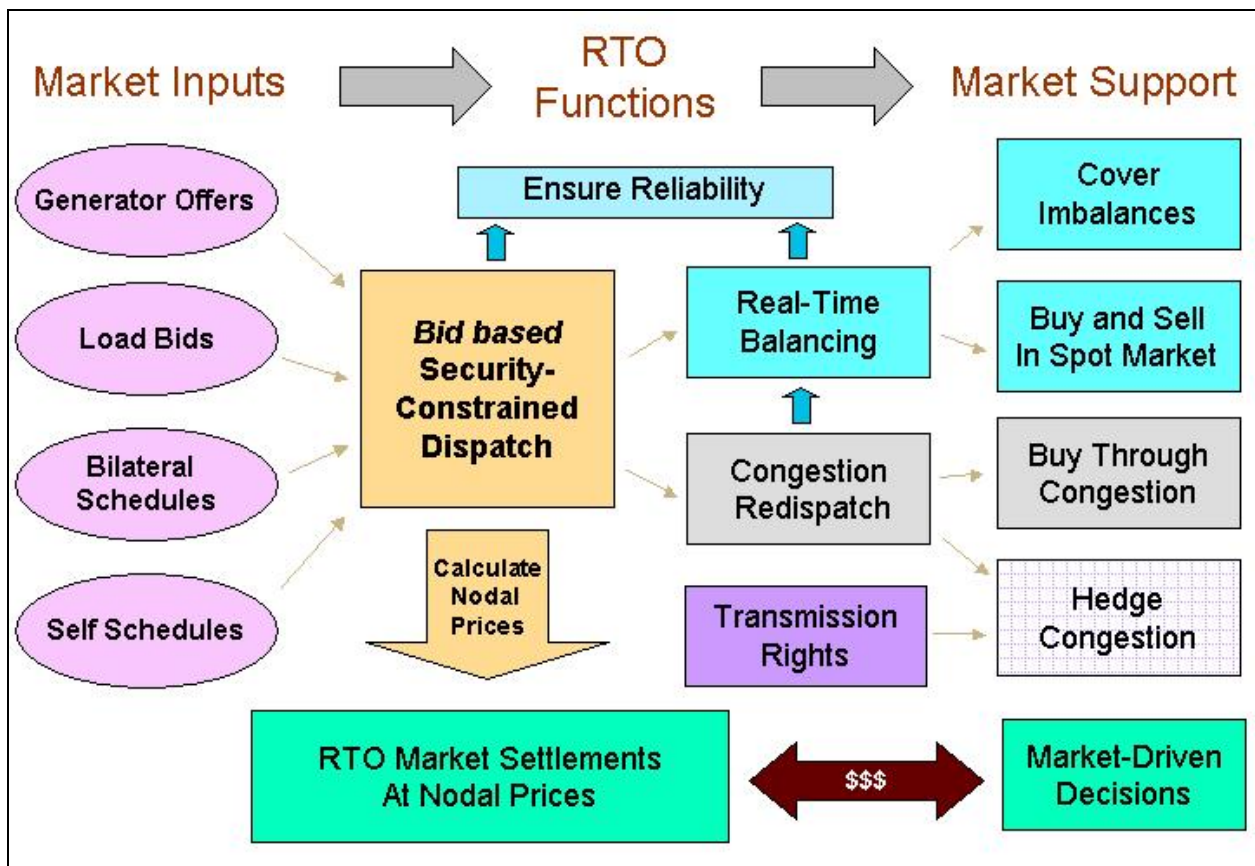 Market Inputs
RTO
Functions
Market Support
Generator Offers
Load Bids
Bilateral
Schedules
Self Schedules
Ensure Reliability
Bid based
Security-
Constrained
Dispatch
Calculate
Nodal
Prices
Real-Time
Balancing
Congestion
Redispatch
Transmission
Rights
Cover
Imbalances
Buy and Sell
In Spot Market
Buy Through
Congestion
Hedge
Congestion
RTO Market Settlements
At Nodal Prices
$$$
Market-Driven
Decisions